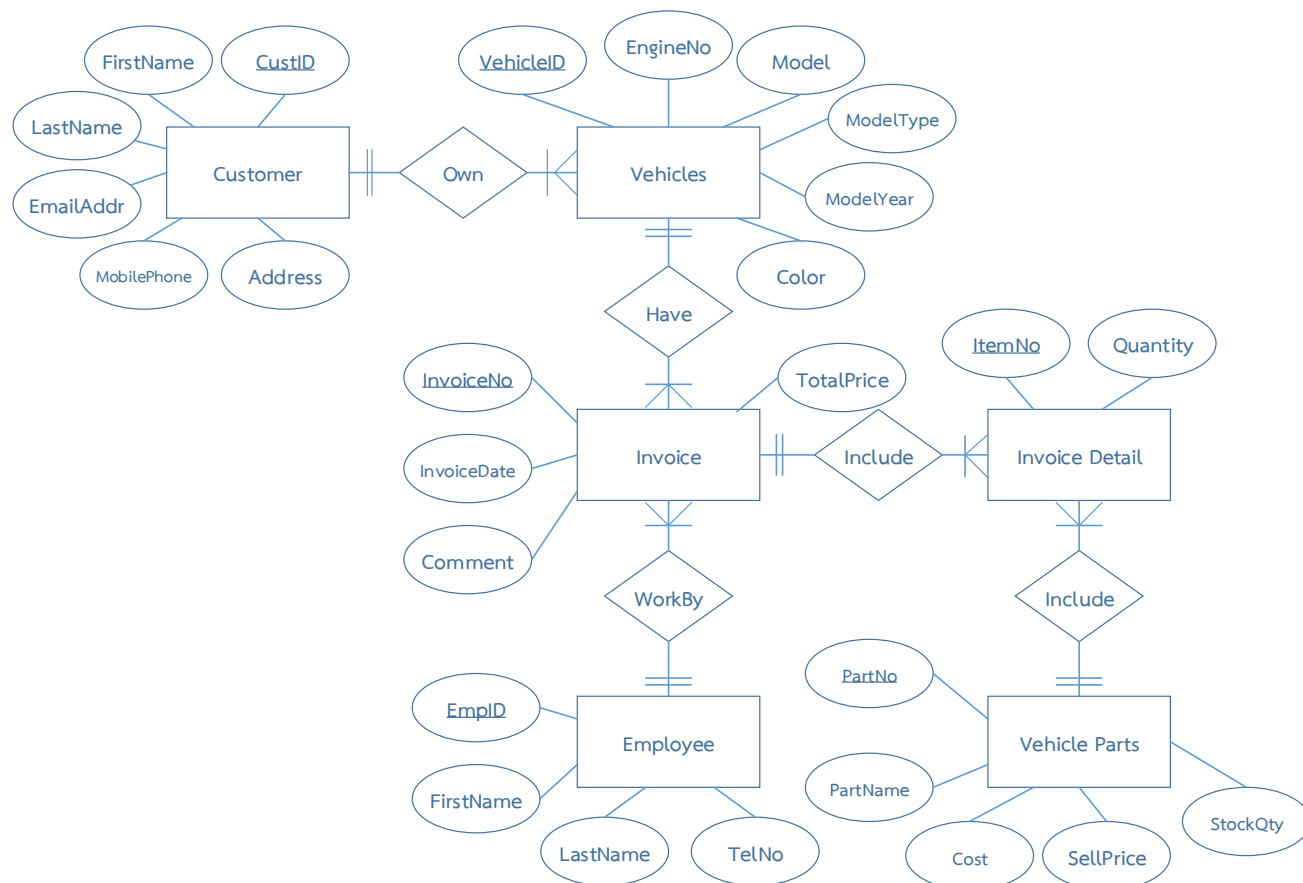 EngineNo
FirstName
CustID
VehicleID
Model
LastName
ModelType
Customer
Own
Vehicles
EmailAddr
ModelYear
MobilePhone
Address
Color
Have
ItemNo
Quantity
InvoiceNo
TotalPrice
Invoice
Include
Invoice Detail
InvoiceDate
Comment
WorkBy
Include
PartNo
EmpID
Employee
Vehicle Parts
PartName
FirstName
StockQty
LastName
TelNo
Cost
SellPrice